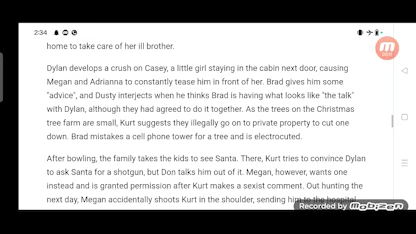 2:34
home to take care of her ill brother.
Dylan develops a crush on Casey, a little girl staying in the cabin next door, causing
Megan and Adrianna to constantly tease him in front of her. Brad gives him some
"advice", and Dusty interjects when he thinks Brad is having what looks like "the talk"
with Dylan, although they had agreed to do it together. As the trees on the Christmas
tree farm are small, Kurt suggests they illegally go on to private property to cut one
down. Brad mistakes a cell phone tower for a tree and is electrocuted.
After bowling, the family takes the kids to see Santa. There, Kurt tries to convince Dylan
to ask Santa for a shotgun, but Don talks him out of it. Megan, however, wants one
instead and is granted permission after Kurt makes a sexist comment. Out hunting the
next day, Megan accidentally shoots Kurt in the shoulder, sending him to the hospital
Recorded by MOBIZEN